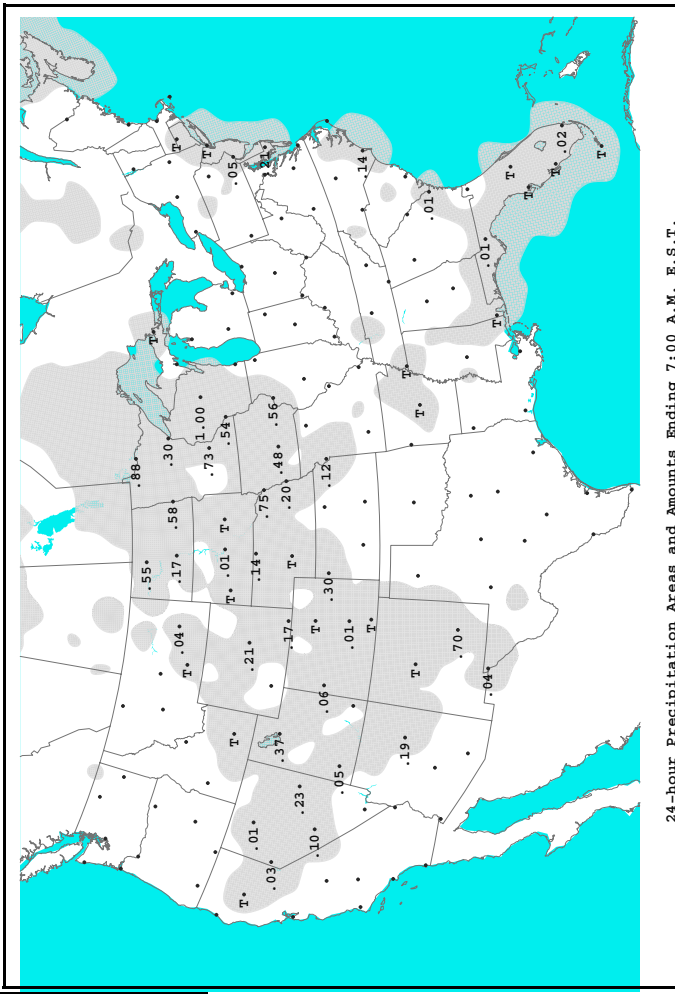 .88
T
.55
.30
.58
.17
T
.04
T
1.00
T
.73
.01
T
.54
T
T
.05
T
.21
.01
.14
.75
.21
.03
.56
.37
.48
.20
.17
T
.23
.10
T
.06
.12
.30
.05
.01
.14
T
.19
T
T
T
.01
.70
.01
.04
T
T
T
T
.02
T
24-hour Precipitation Areas and Amounts Ending 7:00 A.M. E.S.T.